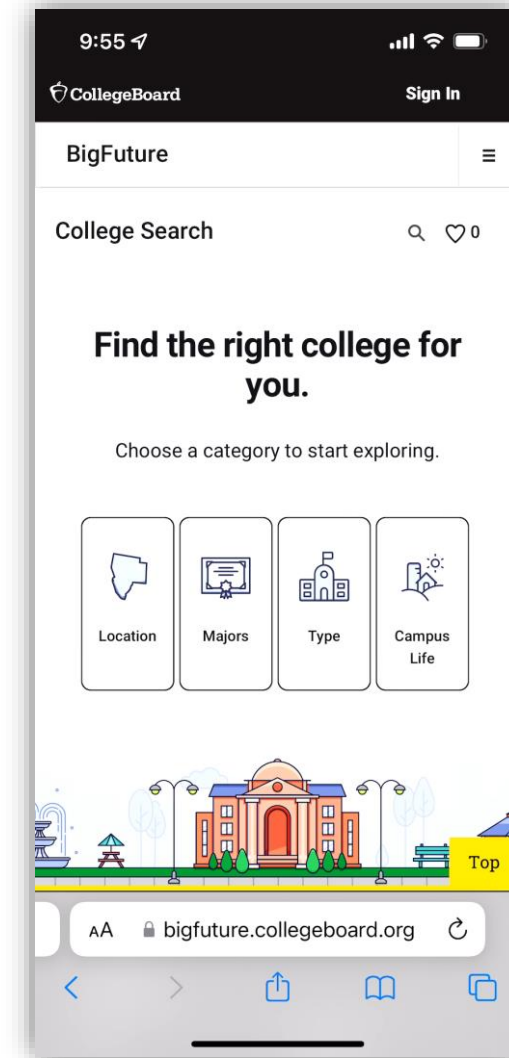 9:55
CollegeBoard
Sign In
BigFuture
College Search
0
Find the right college for
you.
Choose a category to start exploring.
Location
Majors
Type
Campus
Life
Top
AA
bigfuture.collegeboard.org